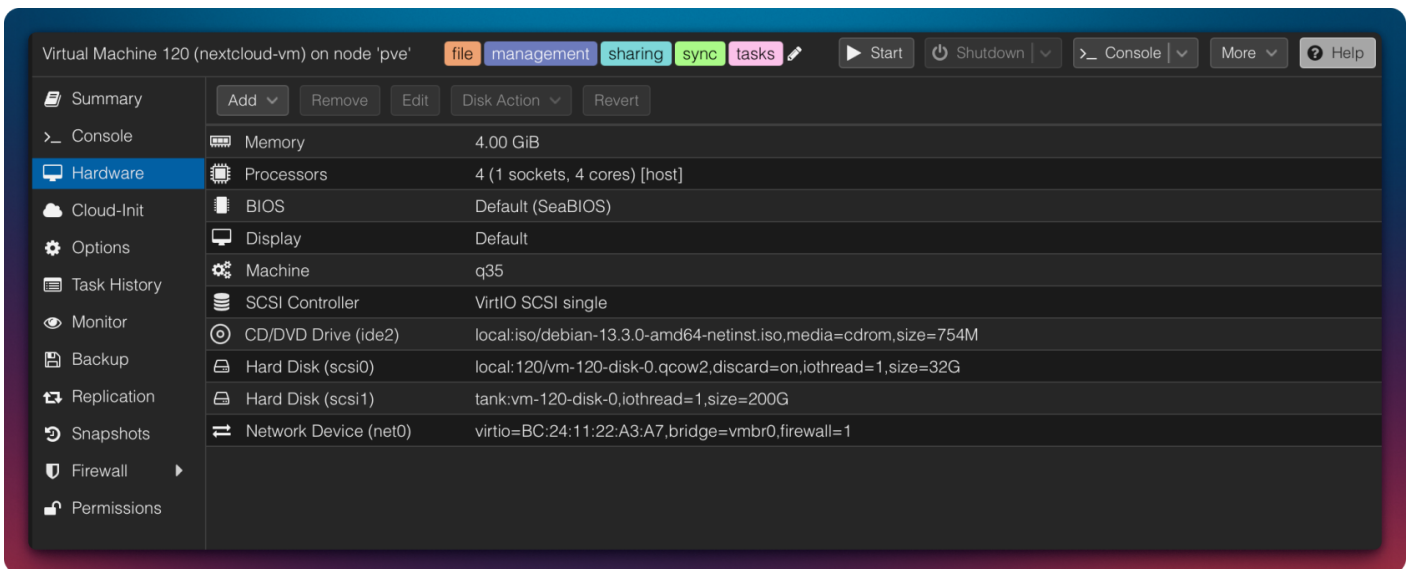 Virtual Machine 120 (nextcloud-vm) on node 'pve' file management sharing sync tasks Start Shutdown Console More Help
Summary
Console
Hardware
Cloud-Init
Options
Task History
Monitor
Backup
Replication
Snapshots
Firewall
Permissions
Add Remove Edit Disk Action Revert
Memory 4.00 GiB
Processors 4 (1 sockets, 4 cores) [host]
BIOS Default (SeaBIOS)
Display Default
Machine q35
SCSI Controller VirtIO SCSI single
CD/DVD Drive (ide2) local:iso/debian-13.3.0-amd64-netinst.iso,media=cdrom,size=754M
Hard Disk (scsi0) local:120/vm-120-disk-0.qcow2,discard=on,iothread=1,size=32G
Hard Disk (scsi1) tank:vm-120-disk-0,iothread=1,size=200G
Network Device (net0) virtio=BC:24:11:22:A3:A7,bridge=vmbr0,firewall=1